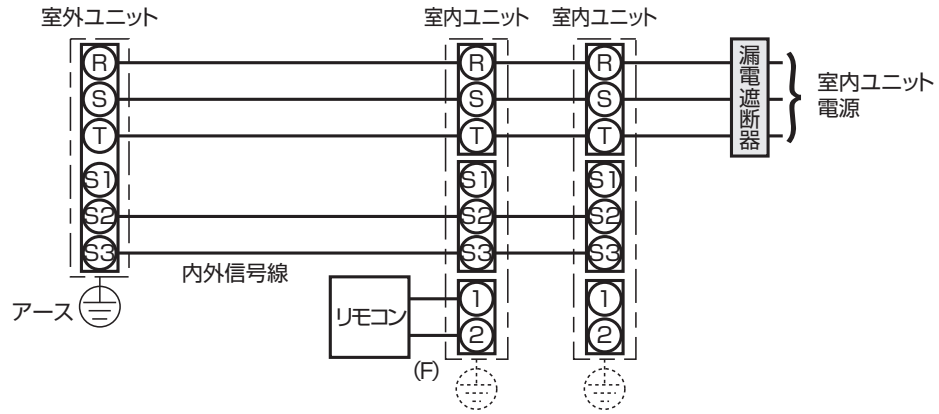 室外ユニット
室内ユニット
室内ユニット
R
S
T
S1
S2
S3
R
S
T
S1
S2
S3
1
2
R
S
T
S1
S2
S3
1
2
漏電遮断器
室内ユニット
電源
内外信号線
アース
リモコン
(F)